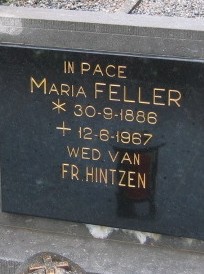 IN PACE
MARIA FELLER
* 30-9-1886
+ 12-6-1967
WED. VAN
FR. HINTZEN